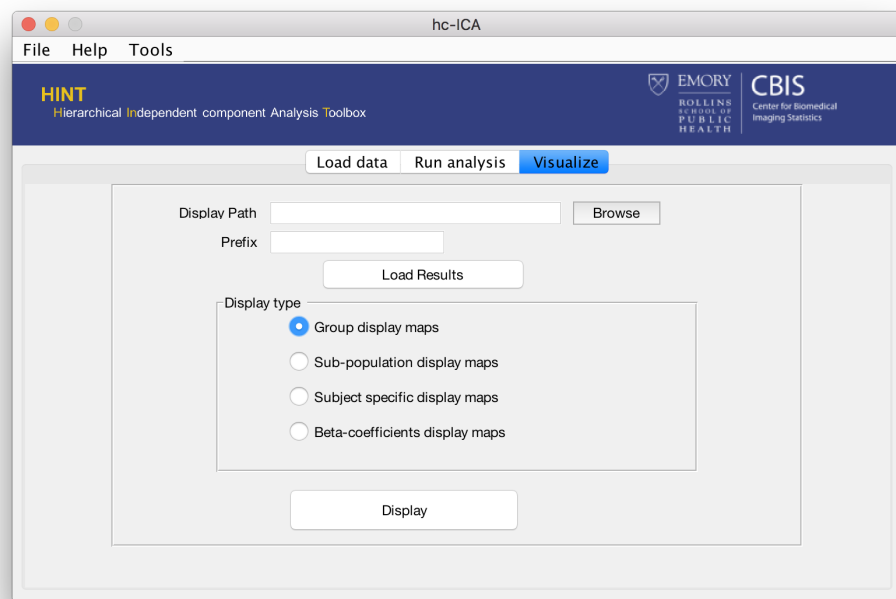 hc-ICA
File Help Tools
HINT
Hierarchical Independent component Analysis Toolbox
EMORY
ROLLINS
SCHOOL OF
PUBLIC
HEALTH
CBIS
Center for Biomedical
Imaging Statistics
Load data Run analysis Visualize
Display Path Browse
Prefix
Load Results
Display type
Group display maps
Sub-population display maps
Subject specific display maps
Beta-coefficients display maps
Display